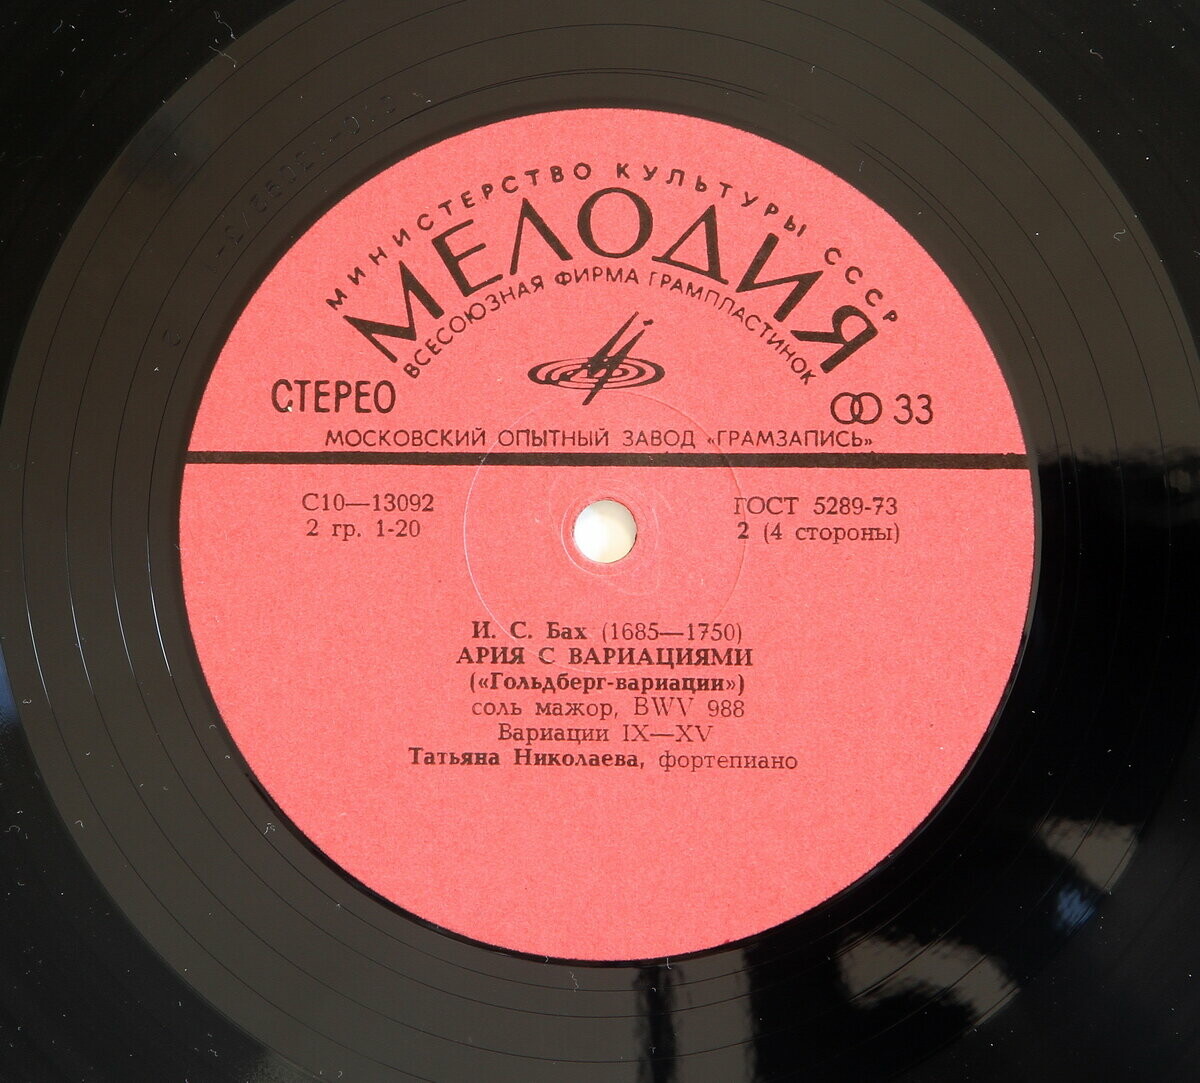 МИНИСТЕРСТВО КУЛЬТУРЫ СССР
МЕЛОДИЯ
ВСЕСОЮЗНАЯ ФИРМА ГРАМПЛАСТИНОК
СТЕРЕО
33
МОСКОВСКИЙ ОПЫТНЫЙ ЗАВОД «ГРАМЗАПИСЬ»
С10—13092
2 гр. 1-20
ГОСТ 5289-73
2 (4 стороны)
И. С. Бах (1685—1750)
АРИЯ С ВАРИАЦИЯМИ
(«Гольдберг-вариации»)
соль мажор, BWV 988
Вариации IX—XV
Татьяна Николаева, фортепиано